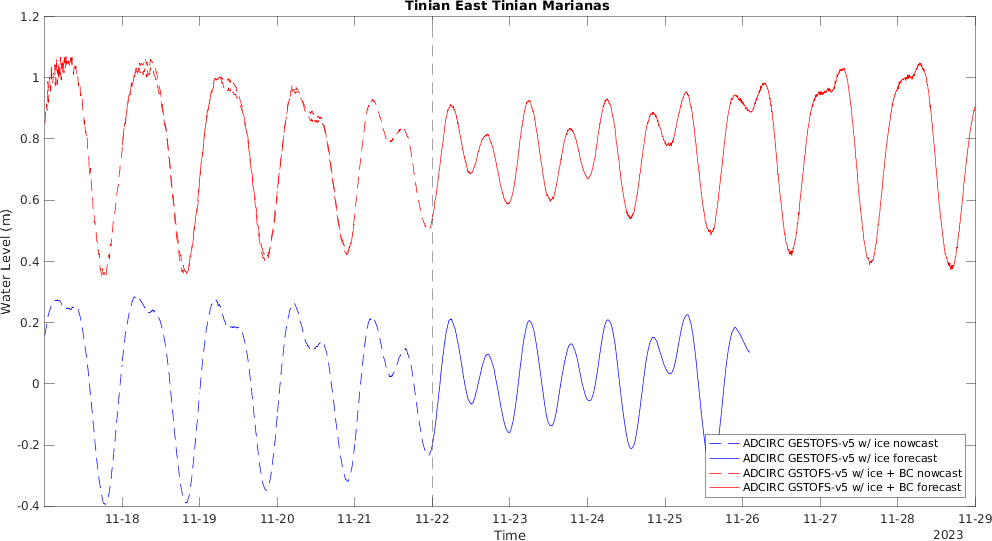 Tinian East Tinian Marianas
1.2
1
0.8
0.6
0.4
0.2
0
-0.2
-0.4
Water Level (m)
ADCIRC GESTOFS-v5 w/ ice nowcast
ADCIRC GESTOFS-v5 w/ ice forecast
ADCIRC GSTOFS-v5 w/ ice + BC nowcast
ADCIRC GSTOFS-v5 w/ ice + BC forecast
11-18 11-19 11-20 11-21 11-22 11-23 11-24 11-25 11-26 11-27 11-28 11-29
Time 2023